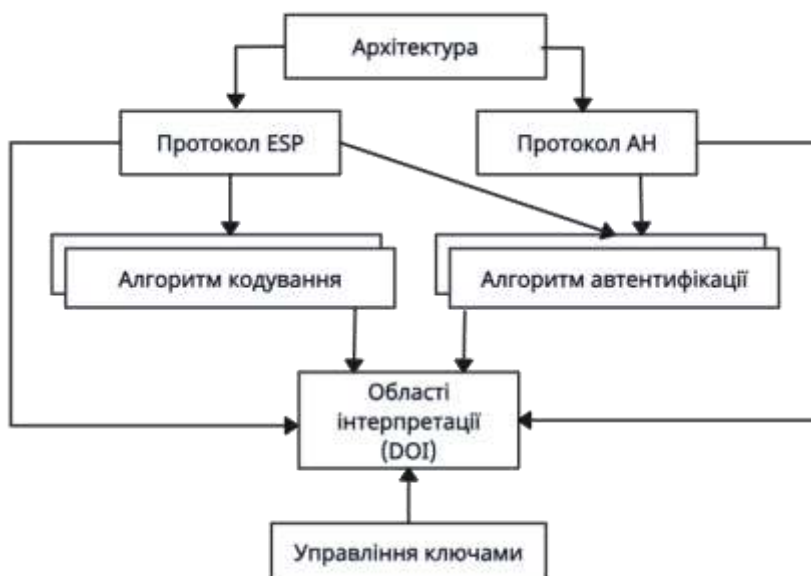 Архітектура
Протокол ESP
Протокол AH
Алгоритм кодування
Алгоритм автентифікації
Області
інтерпретації
(DOI)
Управління ключами